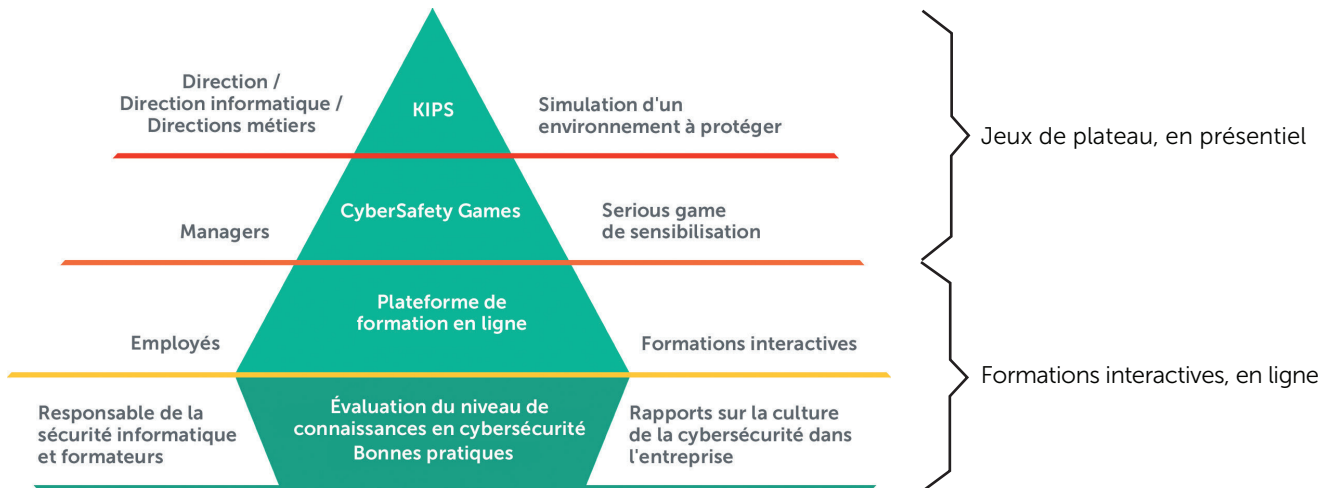 Direction /
Direction informatique /
Directions métiers
KIPS
Simulation d'un
environnement à protéger
Jeux de plateau, en présentiel
Managers
CyberSafety Games
Serious game
de sensibilisation
Employés
Plateforme de
formation en ligne
Formations interactives
Formations interactives, en ligne
Responsable de la
sécurité informatique
et formateurs
Évaluation du niveau de
connaissances en cybersécurité
Bonnes pratiques
Rapports sur la culture
de la cybersécurité dans
l'entreprise